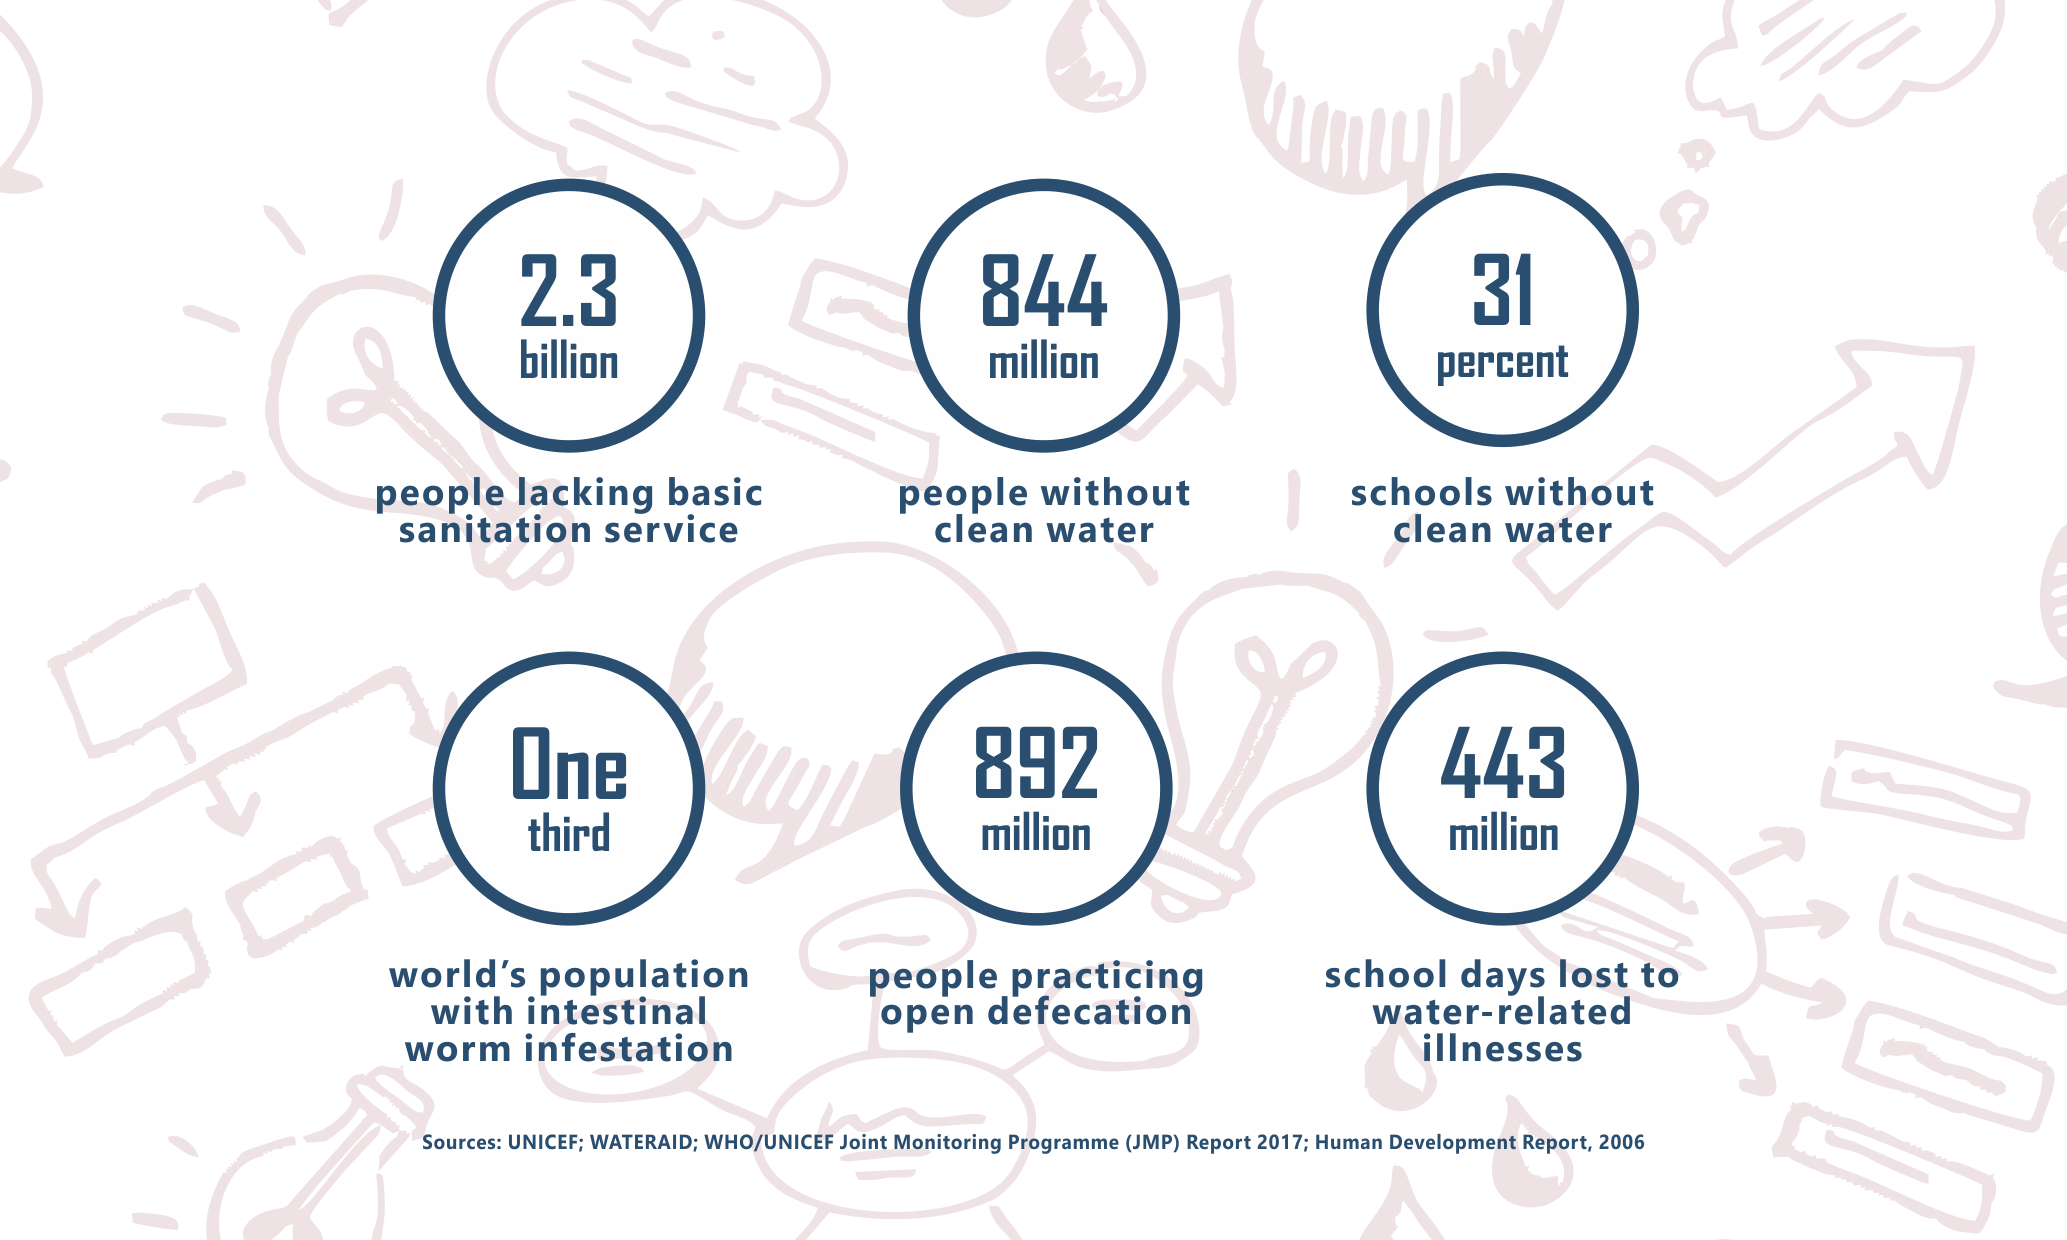 2.3
billion
people lacking basic
sanitation service
844
million
people without
clean water
31
percent
schools without
clean water
One
third
world’s population
with intestinal
worm infestation
892
million
people practicing
open defecation
443
million
school days lost to
water-related
illnesses
Sources: UNICEF; WATERAID; WHO/UNICEF Joint Monitoring Programme (JMP) Report 2017; Human Development Report, 2006